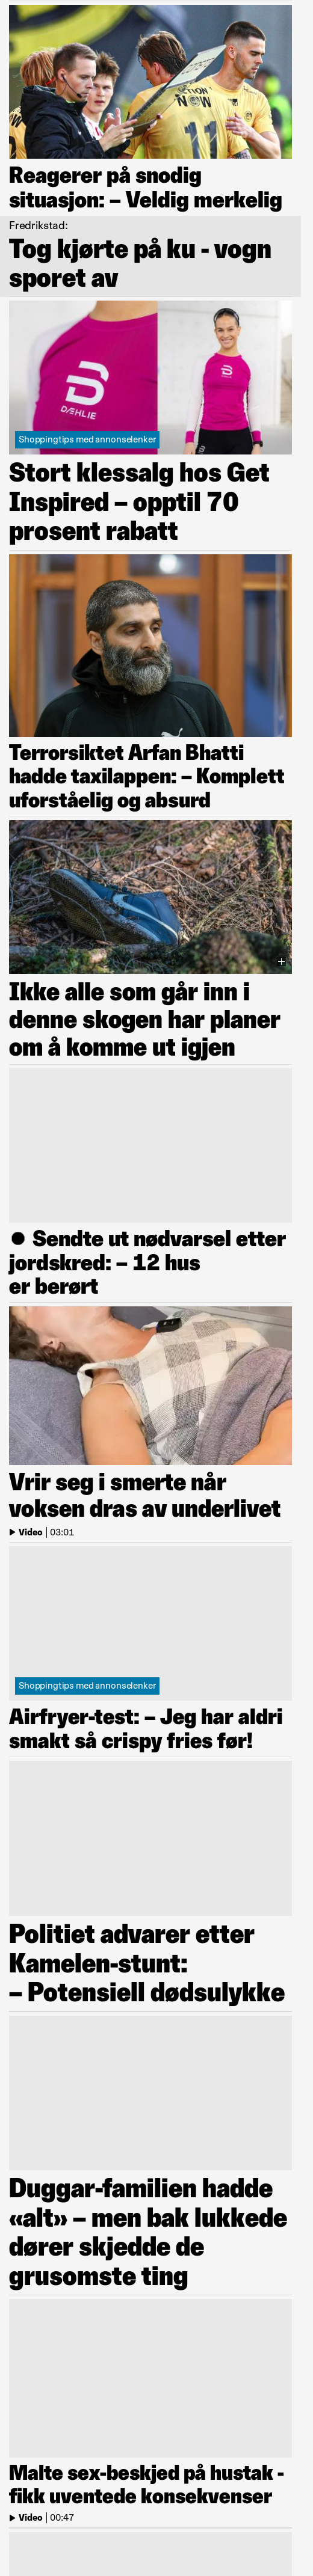 ACTION
NOW
11
Reagerer på snodig
situasjon: – Veldig merkelig
Fredrikstad:
Tog kjørte på ku - vogn
sporet av
DÆHLIE
Shoppingtips med annonselenker
Stort klessalg hos Get
Inspired – opptil 70
prosent rabatt
Terrorsiktet Arfan Bhatti
hadde taxilappen: – Komplett
uforståelig og absurd
Ikke alle som går inn i
denne skogen har planer
om å komme ut igjen
Sendte ut nødvarsel etter
jordskred: – 12 hus
er berørt
Vrir seg i smerte når
voksen dras av underlivet
Video | 03:01
Shoppingtips med annonselenker
Airfryer-test: – Jeg har aldri
smakt så crispy fries før!
Politiet advarer etter
Kamelen-stunt:
– Potensiell dødsulykke
Duggar-familien hadde
«alt» – men bak lukkede
dører skjedde de
grusomste ting
Malte sex-beskjed på hustak -
fikk uventede konsekvenser
Video | 00:47